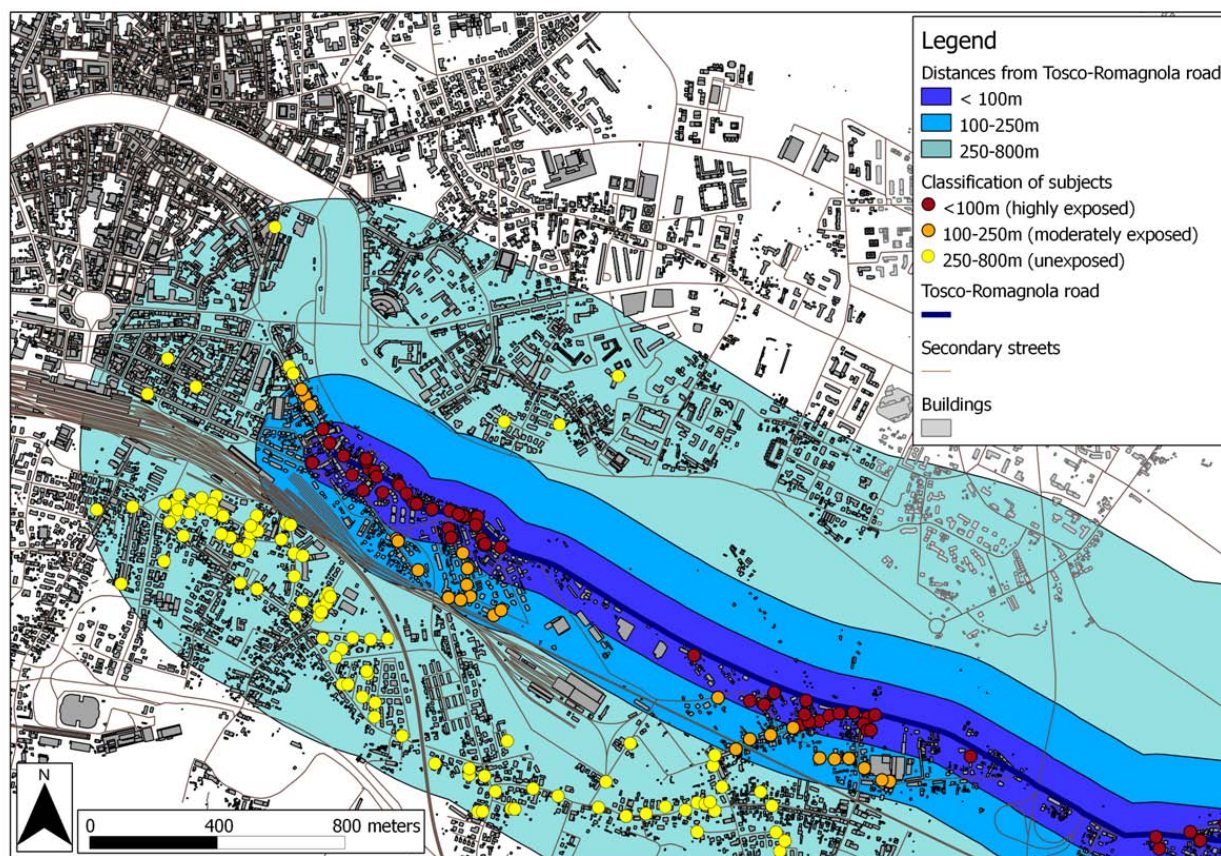 Legend
Distances from Tosco-Romagnola road
< 100m
100-250m
250-800m
Classification of subjects
<100m (highly exposed)
100-250m (moderately exposed)
250-800m (unexposed)
Tosco-Romagnola road
Secondary streets
Buildings
N
0 400 800 meters